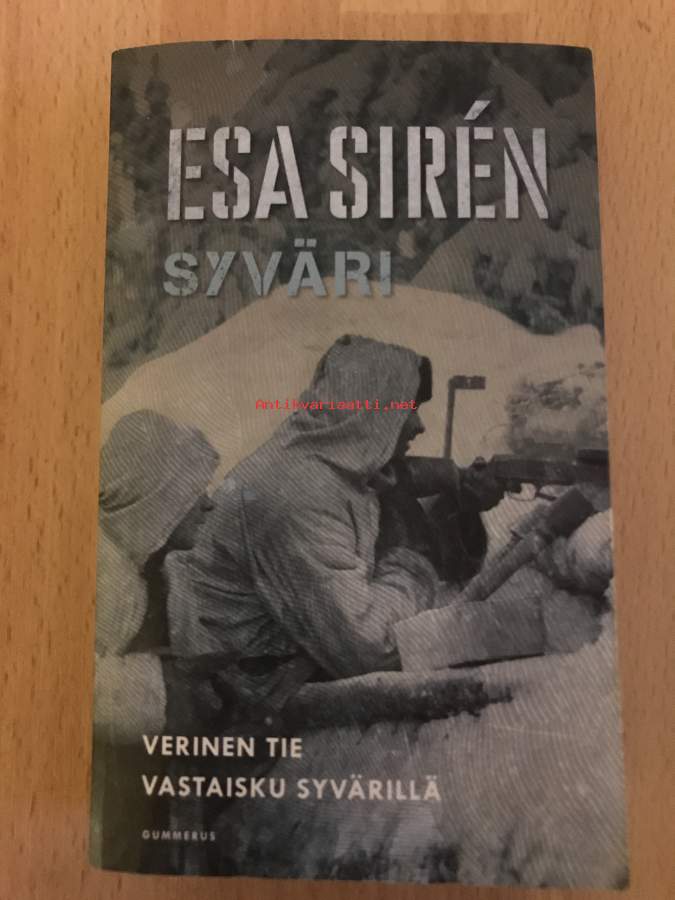 ESA SIRÉN
SYVÄRI
Antikvariaatti.net
VERINEN TIE
VASTAISKU SYVÄRILLÄ
GUMMERUS